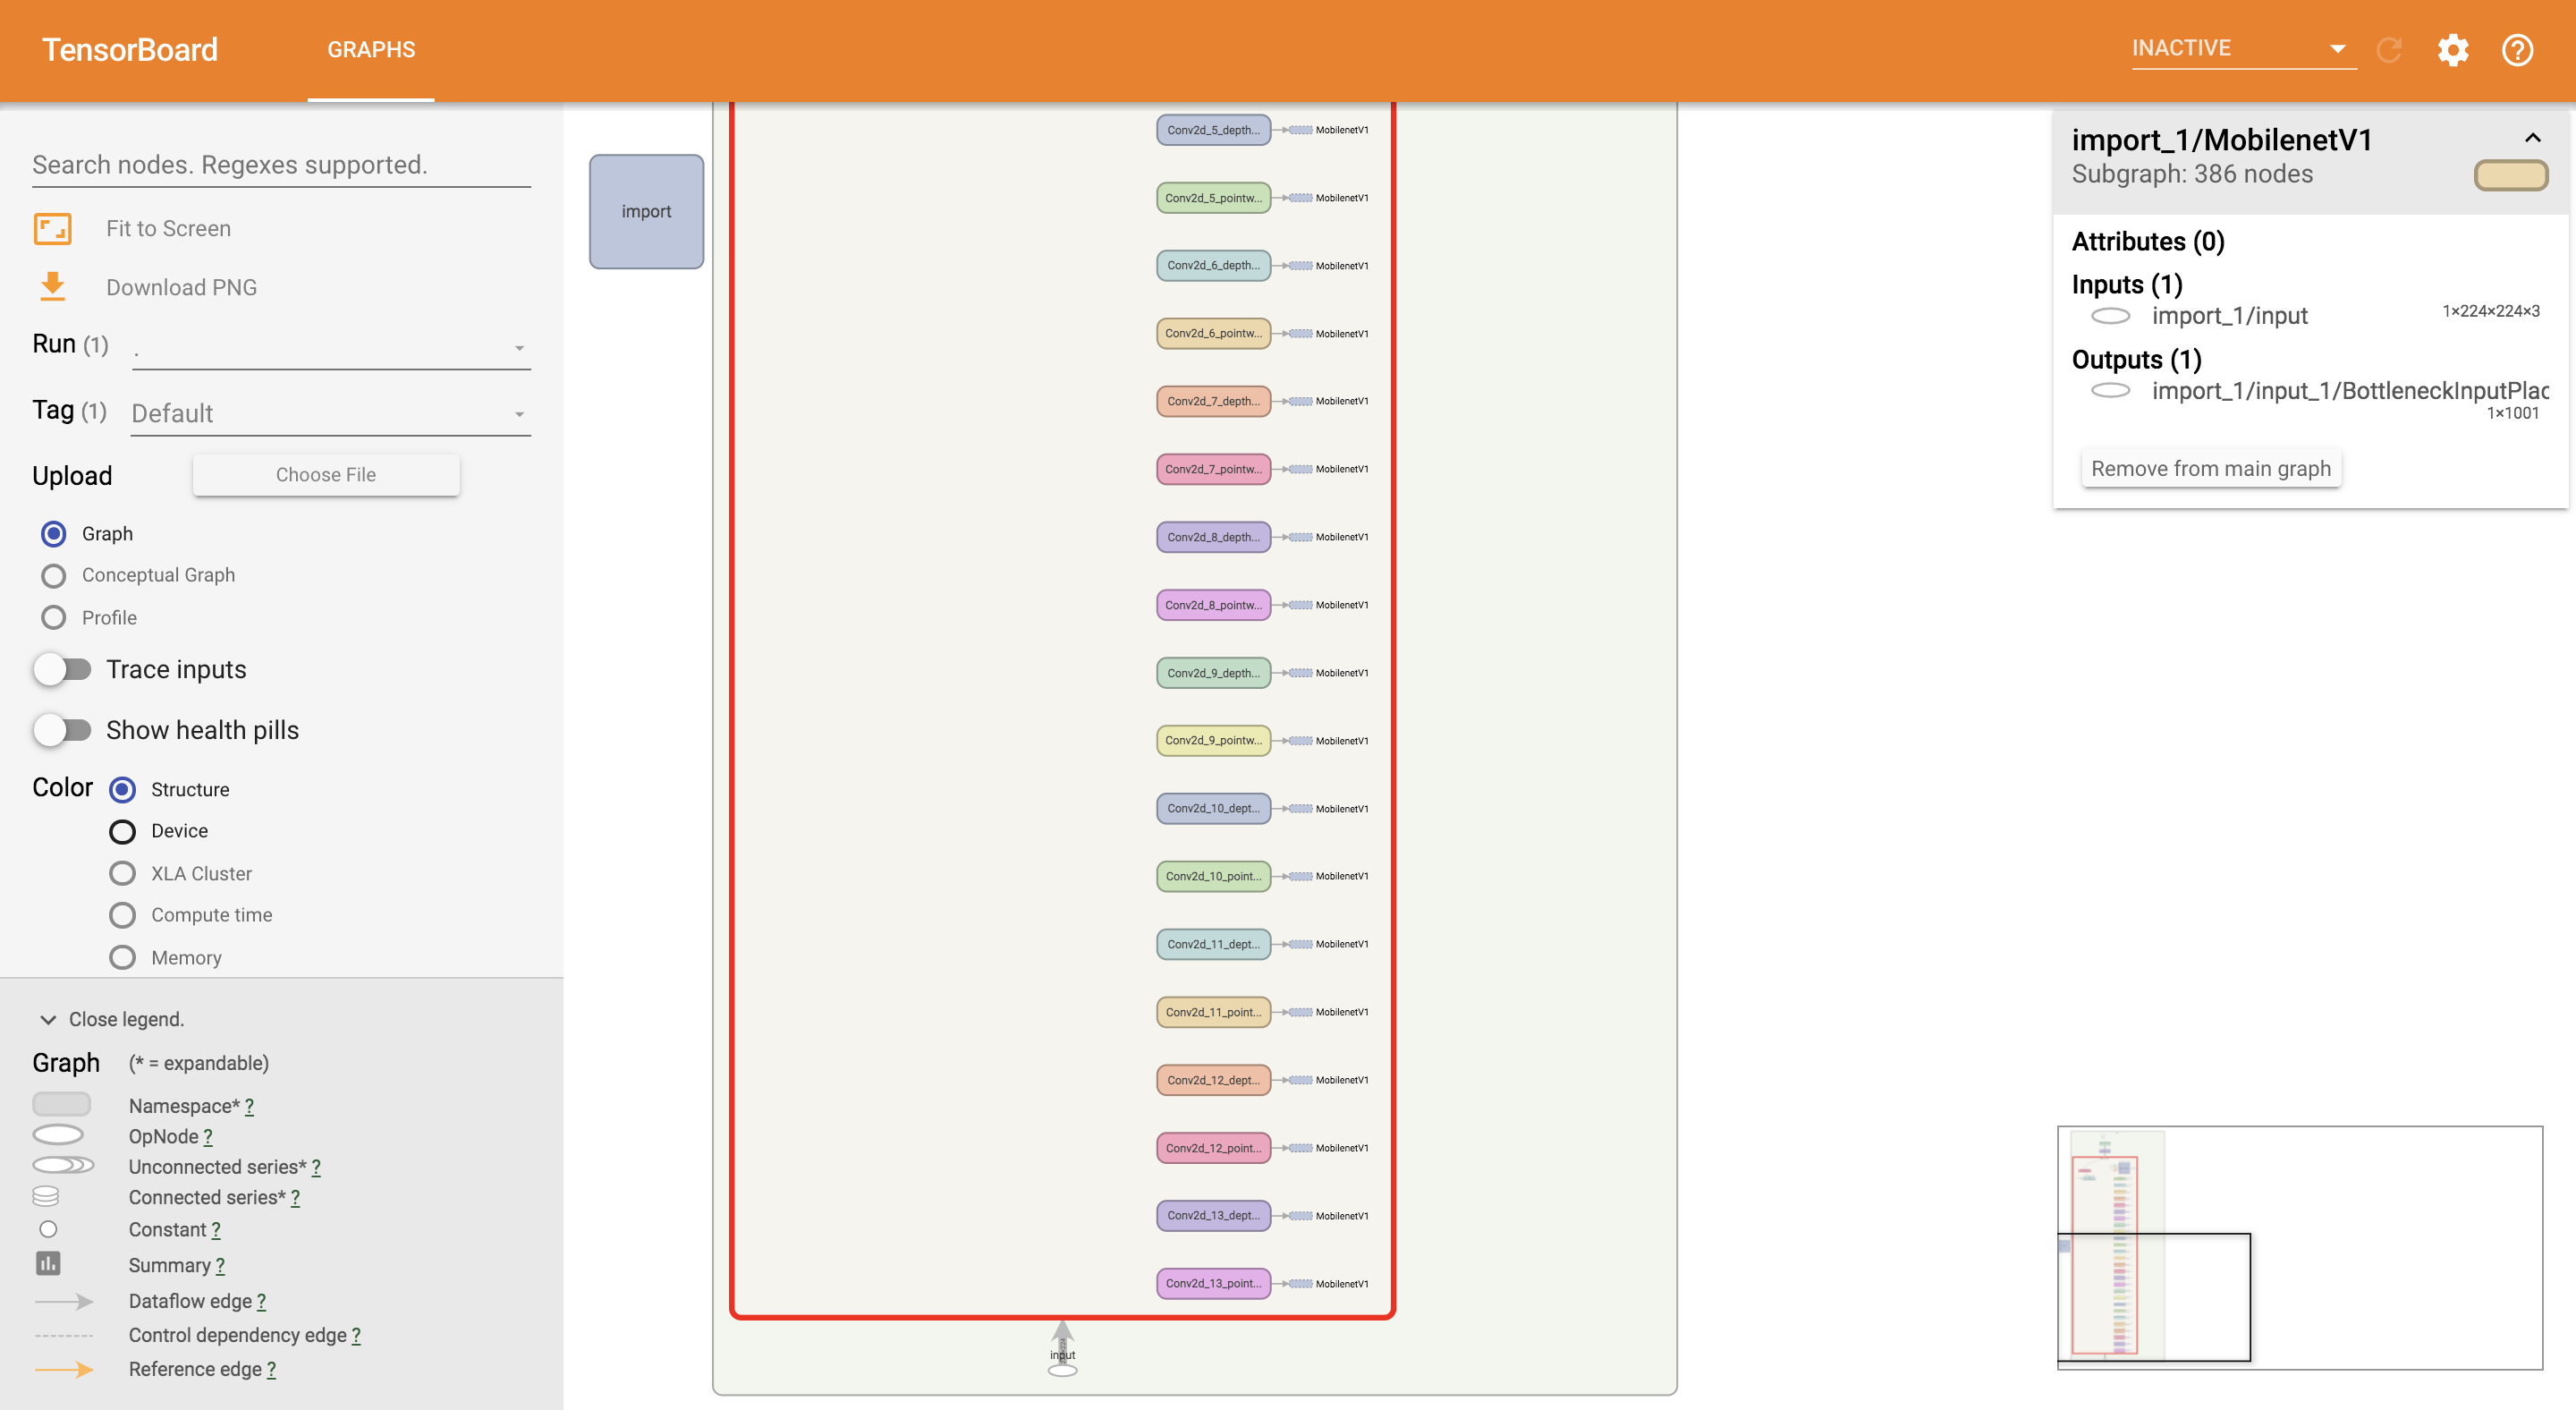 TensorBoard
GRAPHS
INACTIVE
Search nodes. Regexes supported.
Fit to Screen
Download PNG
Run (1)
.
Tag (1)
Default
Upload
Choose File
Graph
Conceptual Graph
Profile
Trace inputs
Show health pills
Color
Structure
Device
XLA Cluster
Compute time
Memory
Close legend.
Graph
(* = expandable)
Namespace* ?
OpNode ?
Unconnected series* ?
Connected series* ?
Constant ?
Summary ?
Dataflow edge ?
Control dependency edge ?
Reference edge ?
import
Conv2d_5_depth... MobilenetV1
Conv2d_5_pointw... MobilenetV1
Conv2d_6_depth... MobilenetV1
Conv2d_6_pointw... MobilenetV1
Conv2d_7_depth... MobilenetV1
Conv2d_7_pointw... MobilenetV1
Conv2d_8_depth... MobilenetV1
Conv2d_8_pointw... MobilenetV1
Conv2d_9_depth... MobilenetV1
Conv2d_9_pointw... MobilenetV1
Conv2d_10_dept... MobilenetV1
Conv2d_10_point... MobilenetV1
Conv2d_11_dept... MobilenetV1
Conv2d_11_point... MobilenetV1
Conv2d_12_dept... MobilenetV1
Conv2d_12_point... MobilenetV1
Conv2d_13_dept... MobilenetV1
Conv2d_13_point... MobilenetV1
input
import_1/MobilenetV1
Subgraph: 386 nodes
Attributes (0)
Inputs (1)
import_1/input
1×224×224×3
Outputs (1)
import_1/input_1/BottleneckInputPlac
1×1001
Remove from main graph